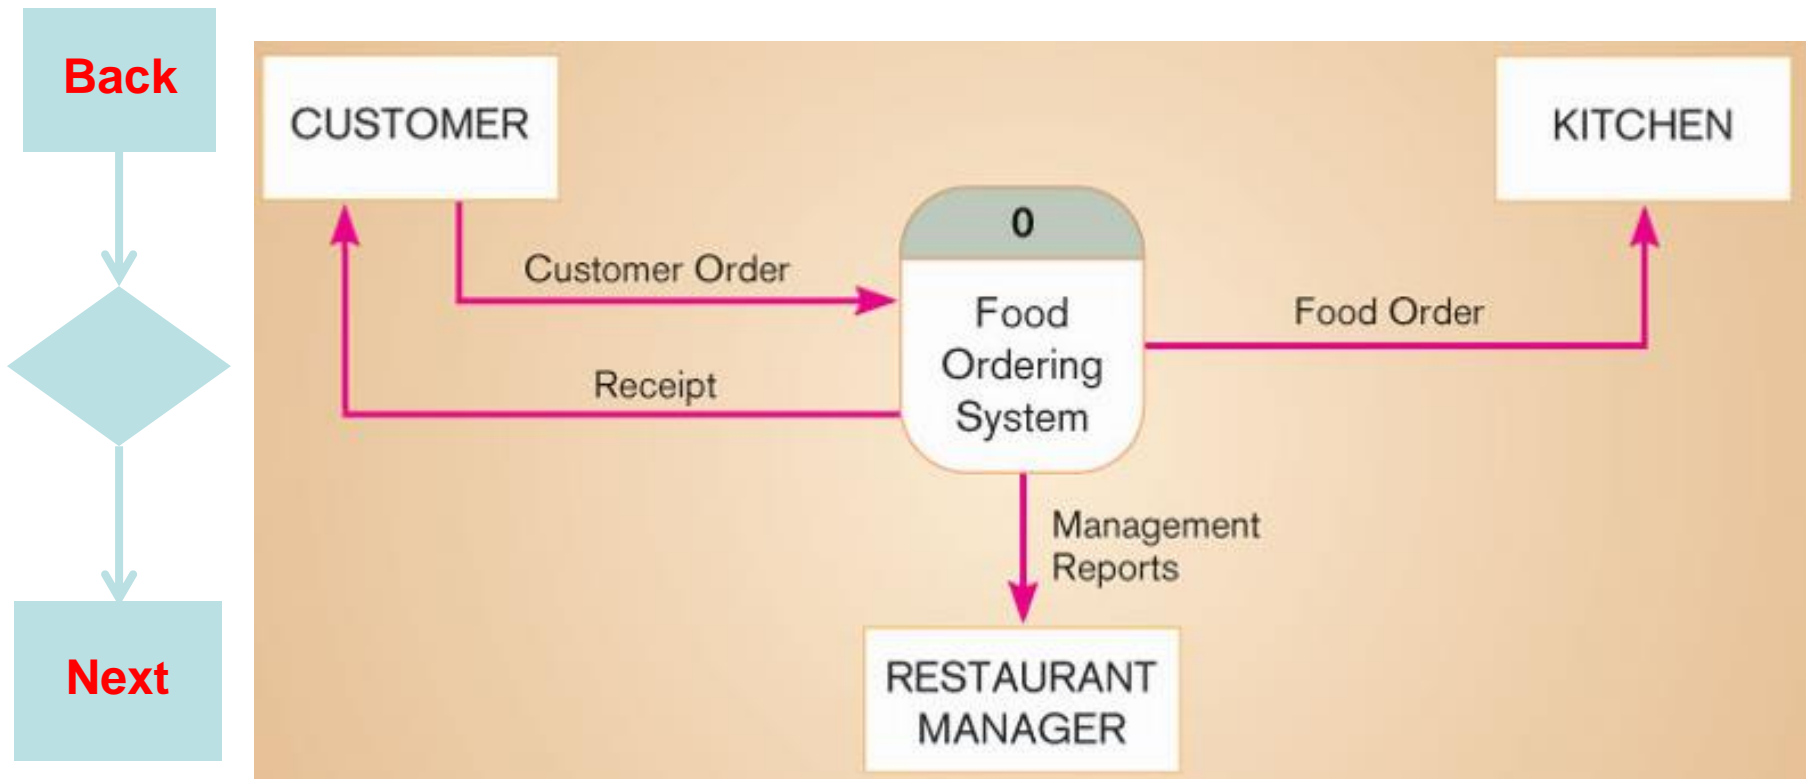 Back
CUSTOMER
KITCHEN
0
Customer Order
Food
Ordering
System
Food Order
Receipt
Management
Reports
Next
RESTAURANT
MANAGER